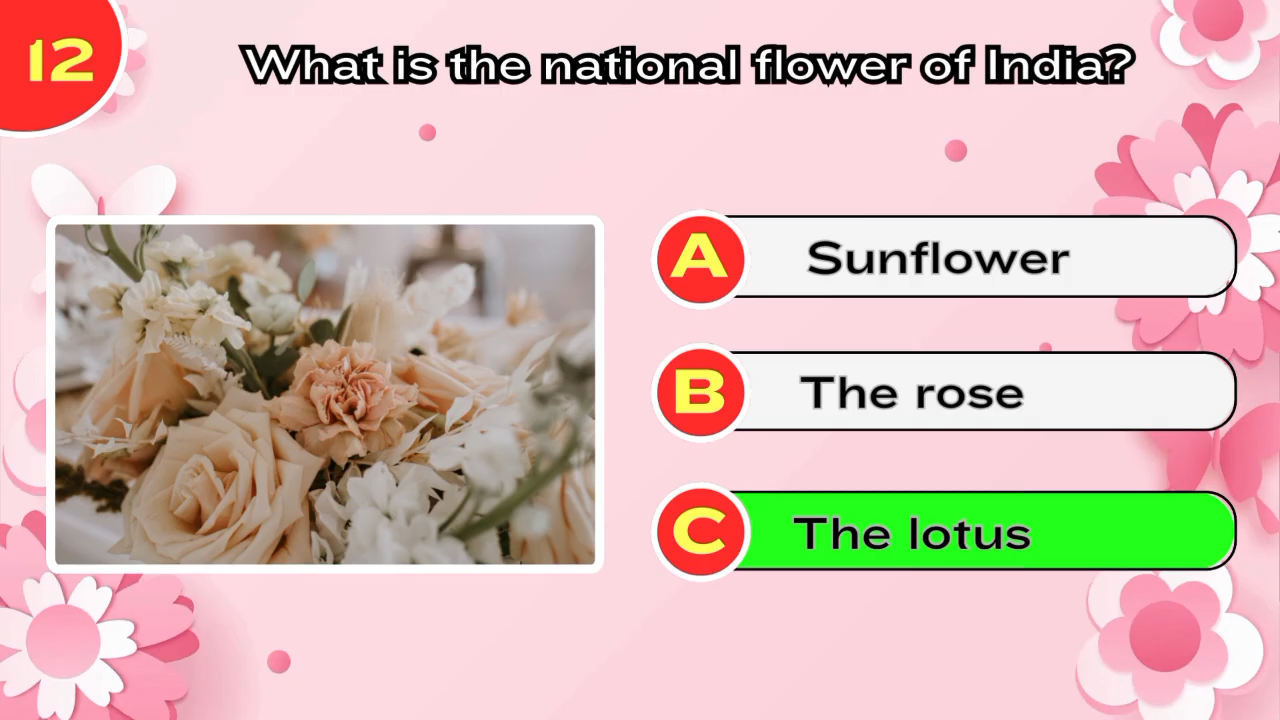 12
What is the national flower of India?
A Sunflower
B The rose
C The lotus